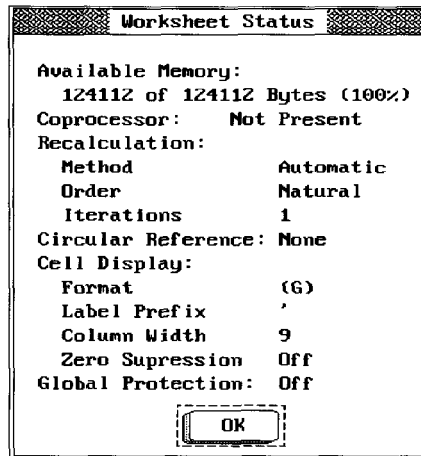 Worksheet Status
Available Memory:
124112 of 124112 Bytes (100%)
Coprocessor: Not Present
Recalculation:
Method Automatic
Order Natural
Iterations 1
Circular Reference: None
Cell Display:
Format (G)
Label Prefix '
Column Width 9
Zero Supression Off
Global Protection: Off
OK